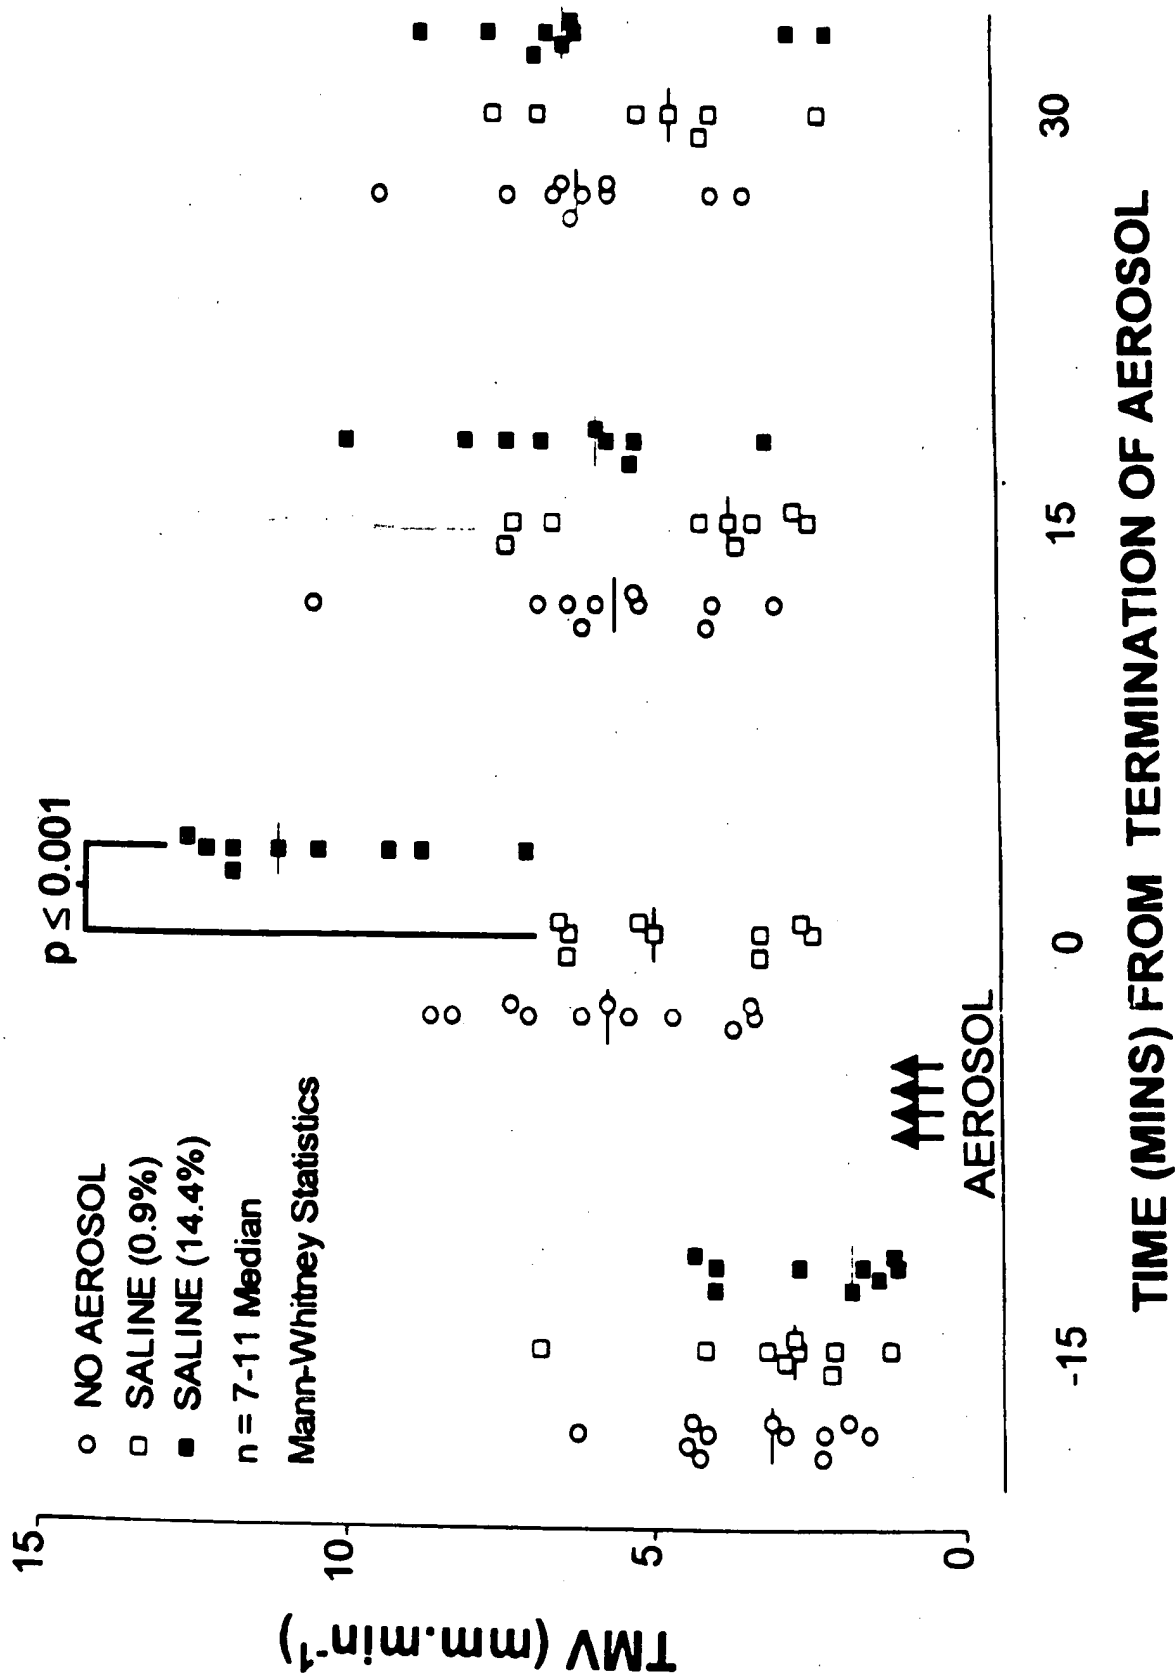 TMV (mm.min-1)
15
10
5
0
○ NO AEROSOL
□ SALINE (0.9%)
■ SALINE (14.4%)
n = 7-11 Median
Mann-Whitney Statistics
p ≤ 0.001
AEROSOL
-15
0
15
30
TIME (MINS) FROM TERMINATION OF AEROSOL